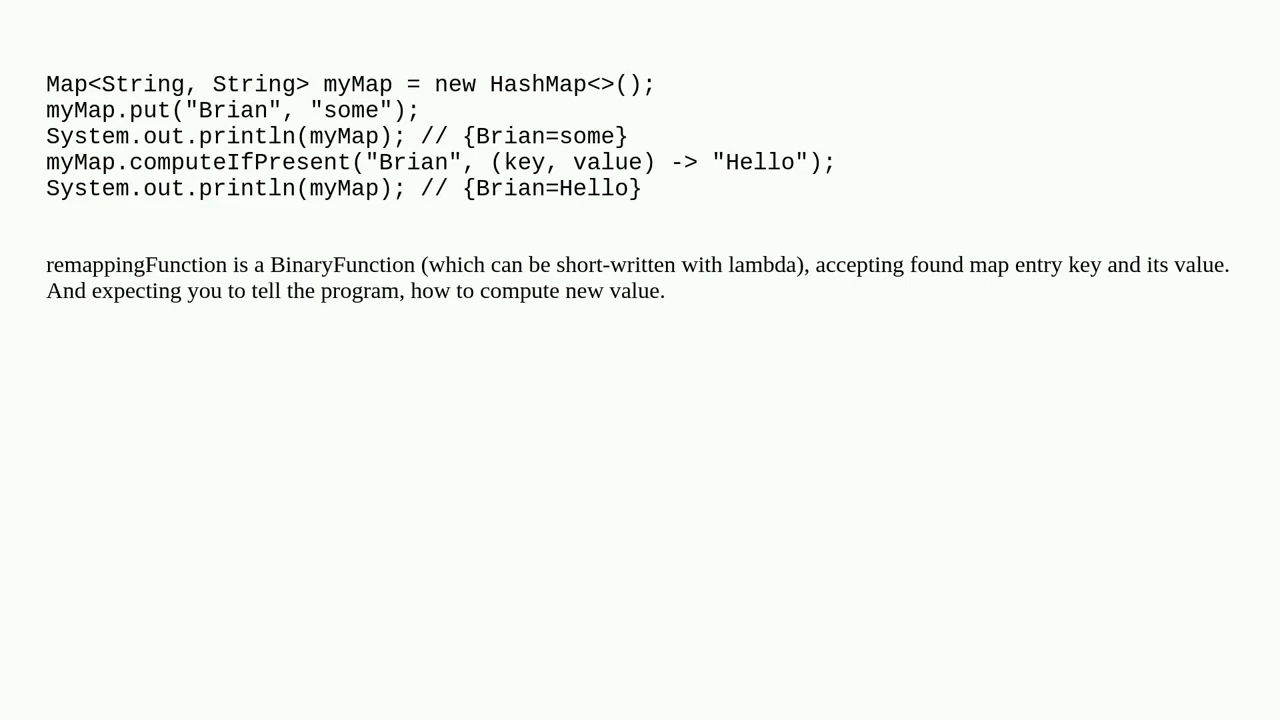 Map<String, String> myMap = new HashMap<>();
myMap.put("Brian", "some");
System.out.println(myMap); // {Brian=some}
myMap.computeIfPresent("Brian", (key, value) -> "Hello");
System.out.println(myMap); // {Brian=Hello}
remappingFunction is a BinaryFunction (which can be short-written with lambda), accepting found map entry key and its value.
And expecting you to tell the program, how to compute new value.